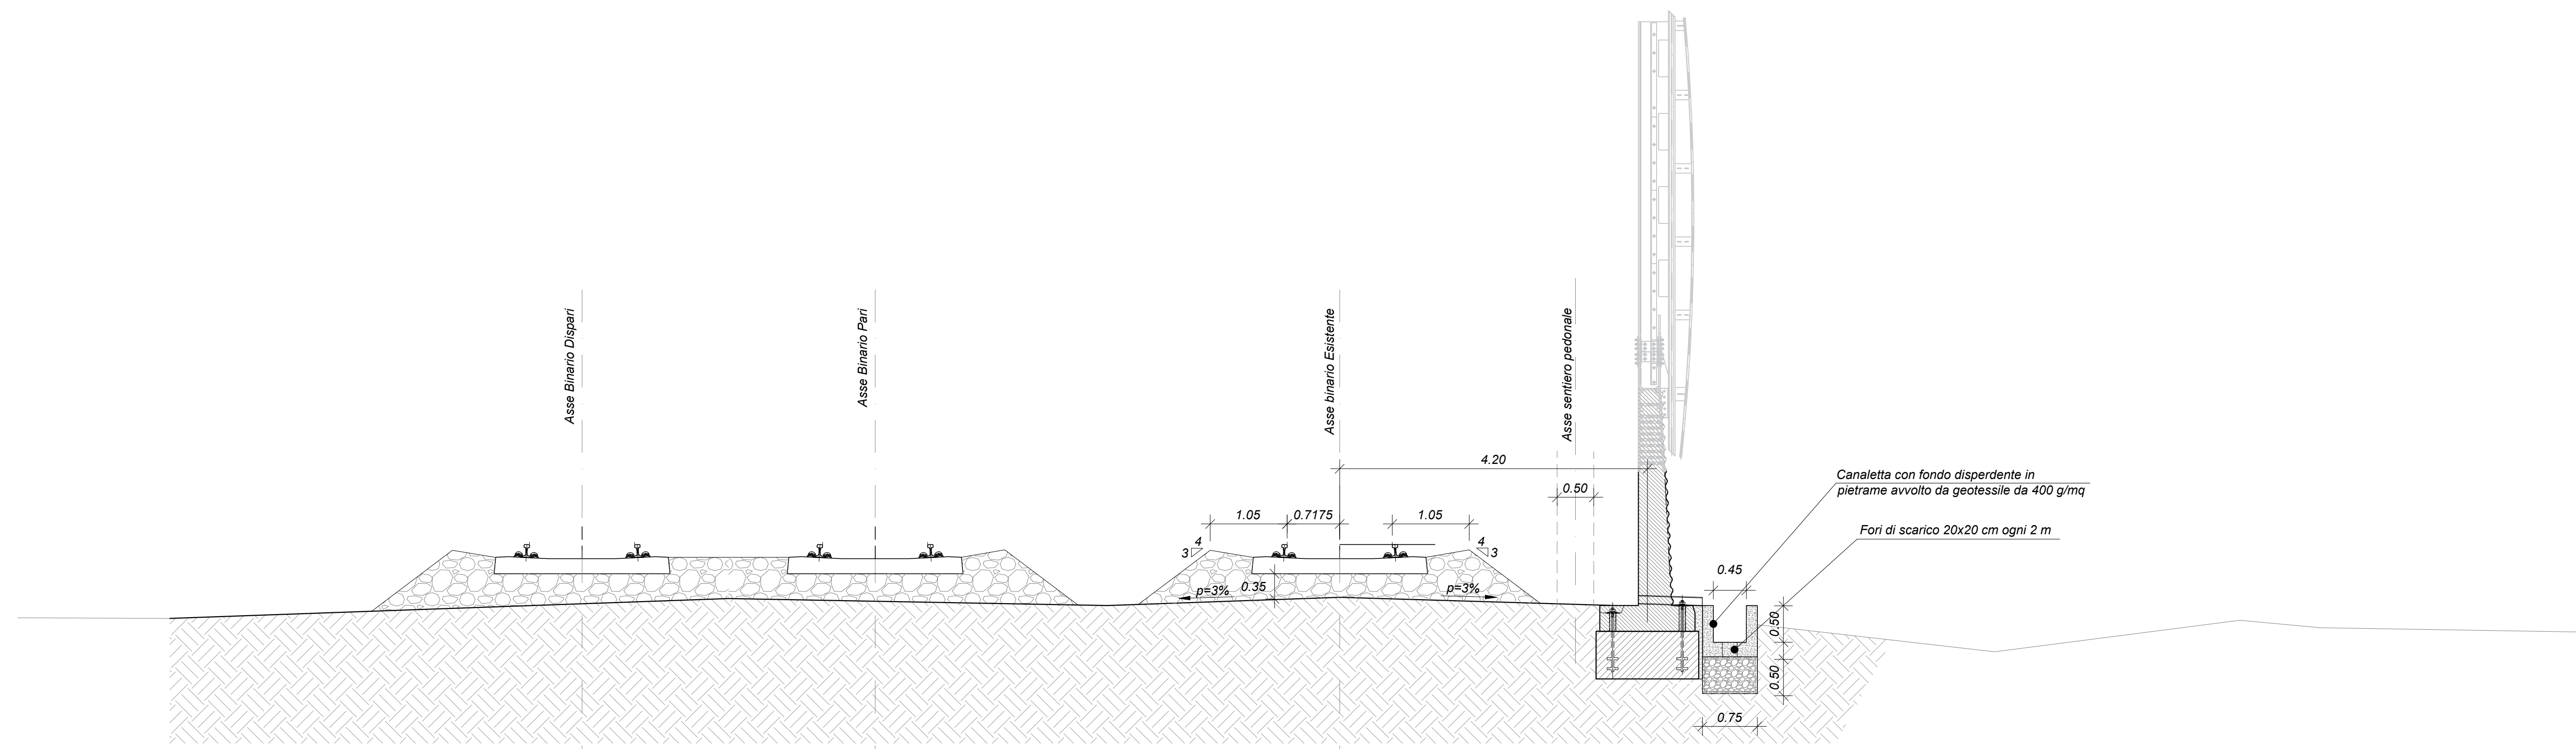 Asse Binario Dispari
Asse Binario Pari
Asse binario Esistente
Asse sentiero pedonale
4.20
0.50
1.05
0.7175
1.05
4
3
4
3
0.35
p=3%
p=3%
Canaletta con fondo disperdente in
pietrame avvolto da geotessile da 400 g/mq
Fori di scarico 20x20 cm ogni 2 m
0.45
0.50
0.50
0.75